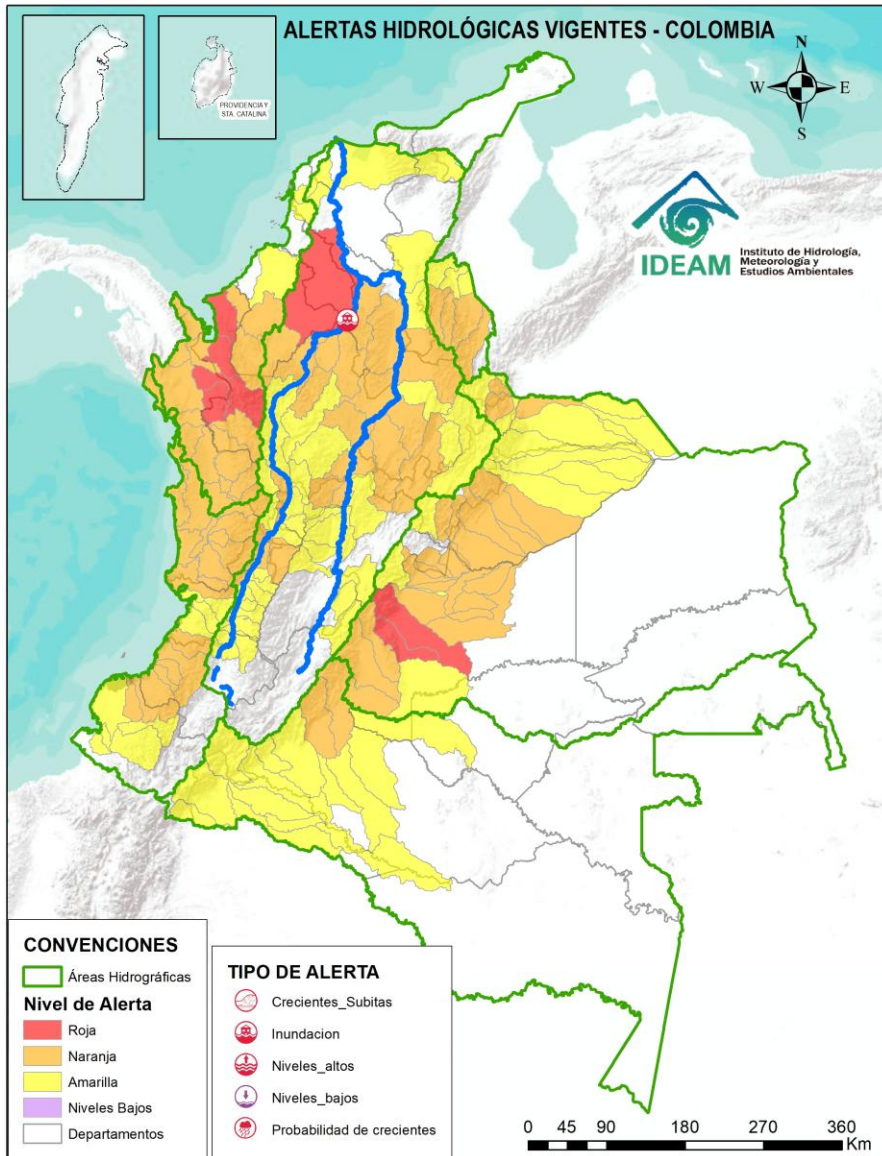 ALERTAS HIDROLÓGICAS VIGENTES - COLOMBIA
PROVIDENCIA Y
STA. CATALINA
N
W E
S
IDEAM
Instituto de Hidrología,
Meteorología y
Estudios Ambientales
CONVENCIONES
Áreas Hidrográficas
Nivel de Alerta
Roja
Naranja
Amarilla
Niveles Bajos
Departamentos
TIPO DE ALERTA
Crecientes_Subitas
Inundacion
Niveles_altos
Niveles_bajos
Probabilidad de crecientes
0 45 90 180 270 360
Km